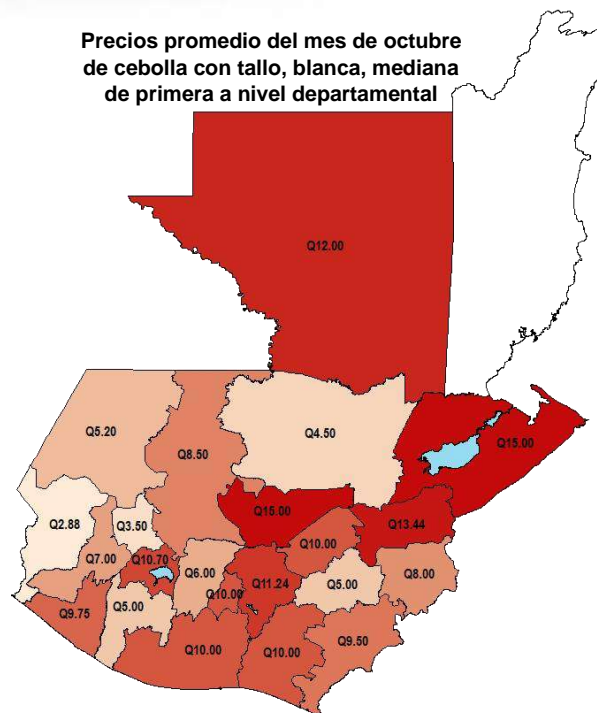 Precios promedio del mes de octubre
de cebolla con tallo, blanca, mediana
de primera a nivel departamental
Q12.00
Q5.20
Q8.50
Q4.50
Q15.00
Q2.88
Q3.50
Q15.00
Q13.44
Q7.00
Q10.70
Q6.00
Q10.00
Q11.24
Q10.00
Q5.00
Q8.00
Q9.75
Q5.00
Q10.00
Q10.00
Q9.50